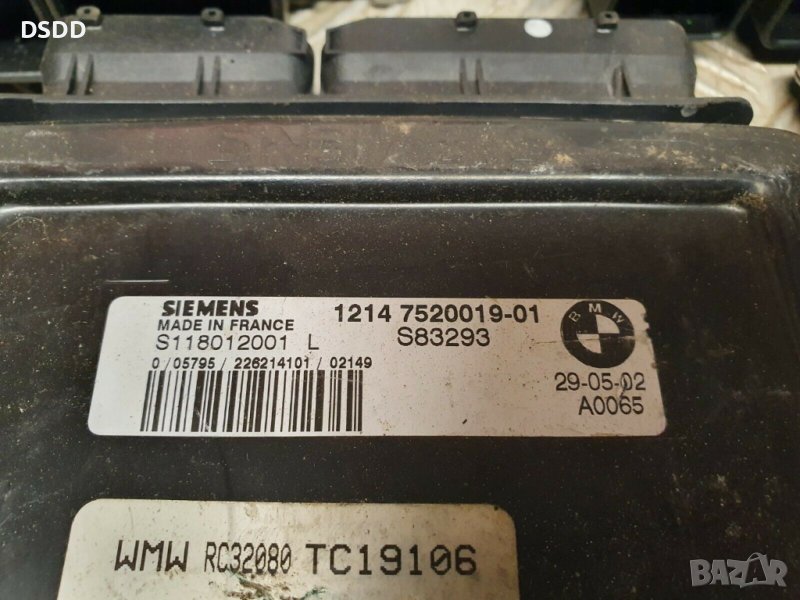 DSDD
SIEMENS
MADE IN FRANCE
1214 7520019-01
S118012001 L
S83293
0/05795/226214101/02149
BMW
29-05-02
A0065
WMW RC32080 TC19106
BAZAR